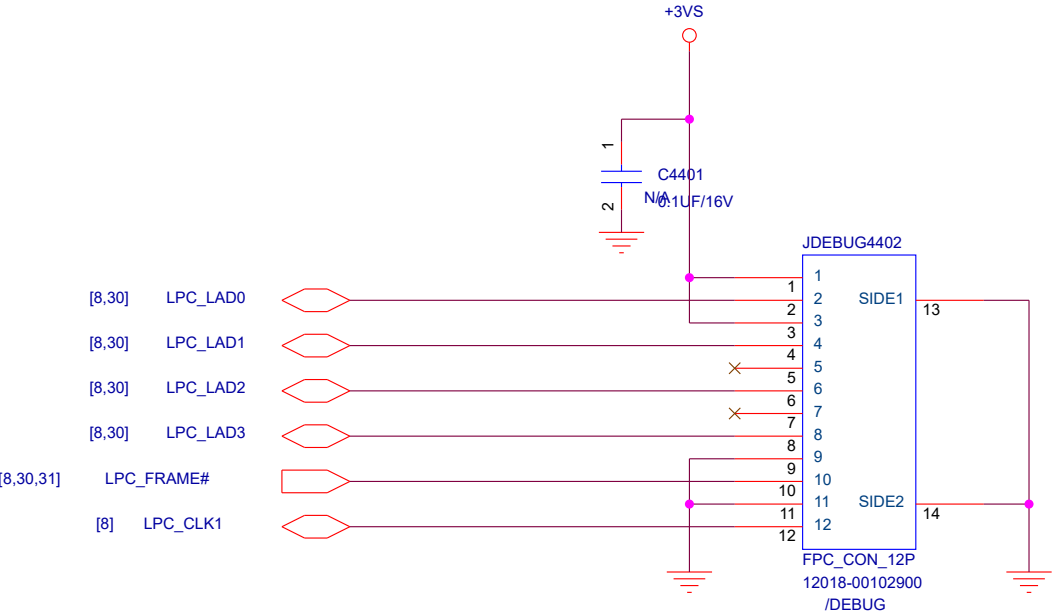 +3VS
1
C4401
N/A
0.1UF/16V
2
JDEBUG4402
1
1
[8,30] LPC_LAD0
2
SIDE1
13
2
3
3
[8,30] LPC_LAD1
4
4
5
5
[8,30] LPC_LAD2
6
6
7
7
[8,30] LPC_LAD3
8
8
9
9
[8,30,31] LPC_FRAME#
10
10
11
SIDE2
14
11
[8] LPC_CLK1
12
12
FPC_CON_12P
12018-00102900
/DEBUG